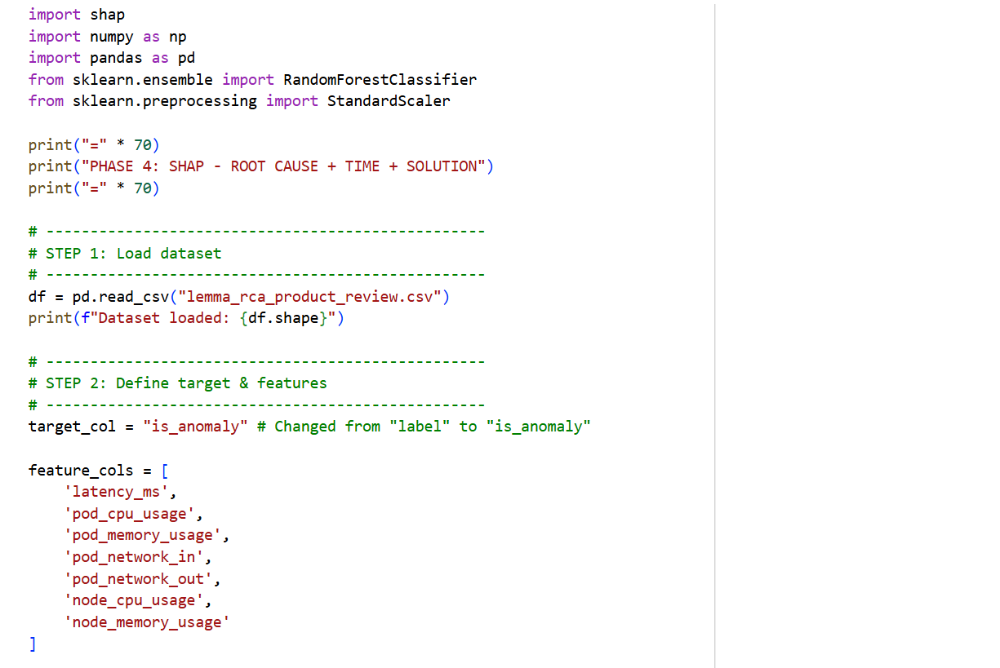 import shap
import numpy as np
import pandas as pd
from sklearn.ensemble import RandomForestClassifier
from sklearn.preprocessing import StandardScaler
print("=" * 70)
print("PHASE 4: SHAP - ROOT CAUSE + TIME + SOLUTION")
print("=" * 70)
# --------------------------------------------------
# STEP 1: Load dataset
# --------------------------------------------------
df = pd.read_csv("lemma_rca_product_review.csv")
print(f"Dataset loaded: {df.shape}")
# --------------------------------------------------
# STEP 2: Define target & features
# --------------------------------------------------
target_col = "is_anomaly" # Changed from "label" to "is_anomaly"
feature_cols = [
    'latency_ms',
    'pod_cpu_usage',
    'pod_memory_usage',
    'pod_network_in',
    'pod_network_out',
    'node_cpu_usage',
    'node_memory_usage'
]